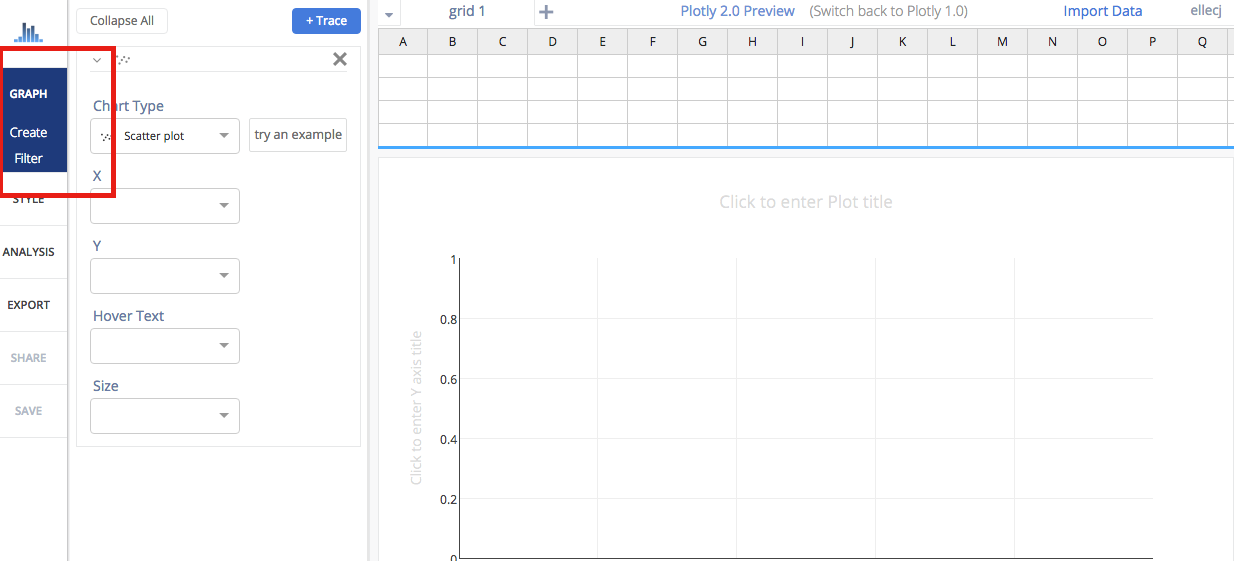 Collapse All
+ Trace
grid 1
Plotly 2.0 Preview (Switch back to Plotly 1.0)
Import Data
ellecj
A B C D E F G H I J K L M N O P Q
GRAPH
Create
Filter
STYLE
ANALYSIS
EXPORT
SHARE
SAVE
Chart Type
Scatter plot
try an example
X
Y
Hover Text
Size
Click to enter Plot title
Click to enter Y axis title
1
0.8
0.6
0.4
0.2
0